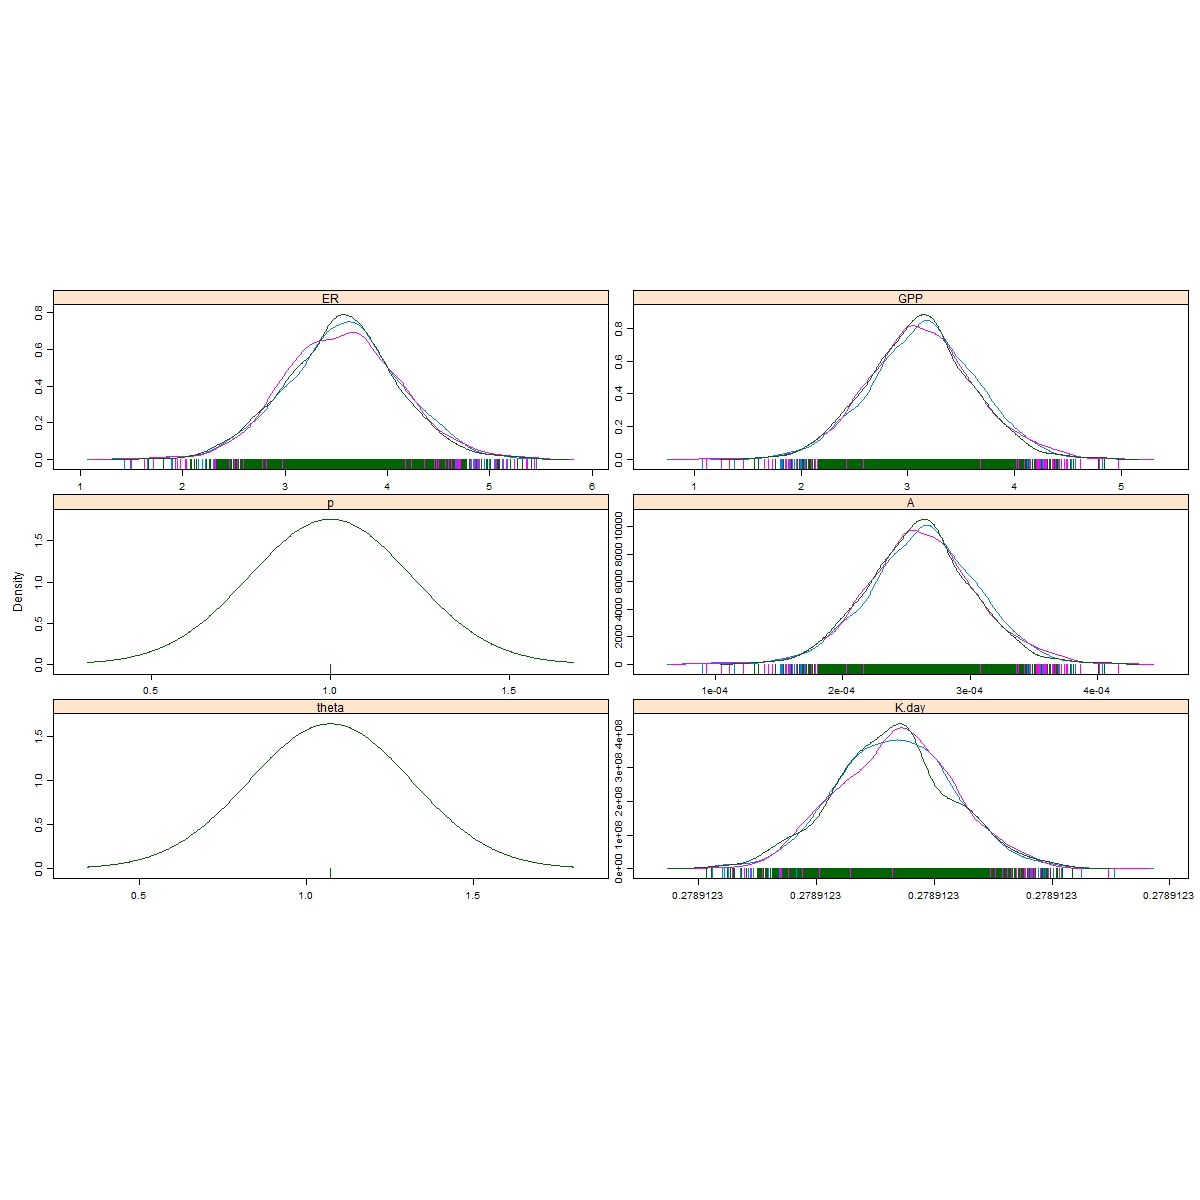 ER
0.0 0.2 0.4 0.6 0.8
1 2 3 4 5 6
GPP
0.0 0.2 0.4 0.6 0.8
1 2 3 4 5
Density
p
0.0 0.5 1.0 1.5
0.5 1.0 1.5
A
0 2000 4000 6000 8000 10000
1e-04 2e-04 3e-04 4e-04
theta
0.0 0.5 1.0 1.5
0.5 1.0 1.5
K.day
0e+00 1e+08 2e+08 3e+08 4e+08
0.2789123 0.2789123 0.2789123 0.2789123 0.2789123